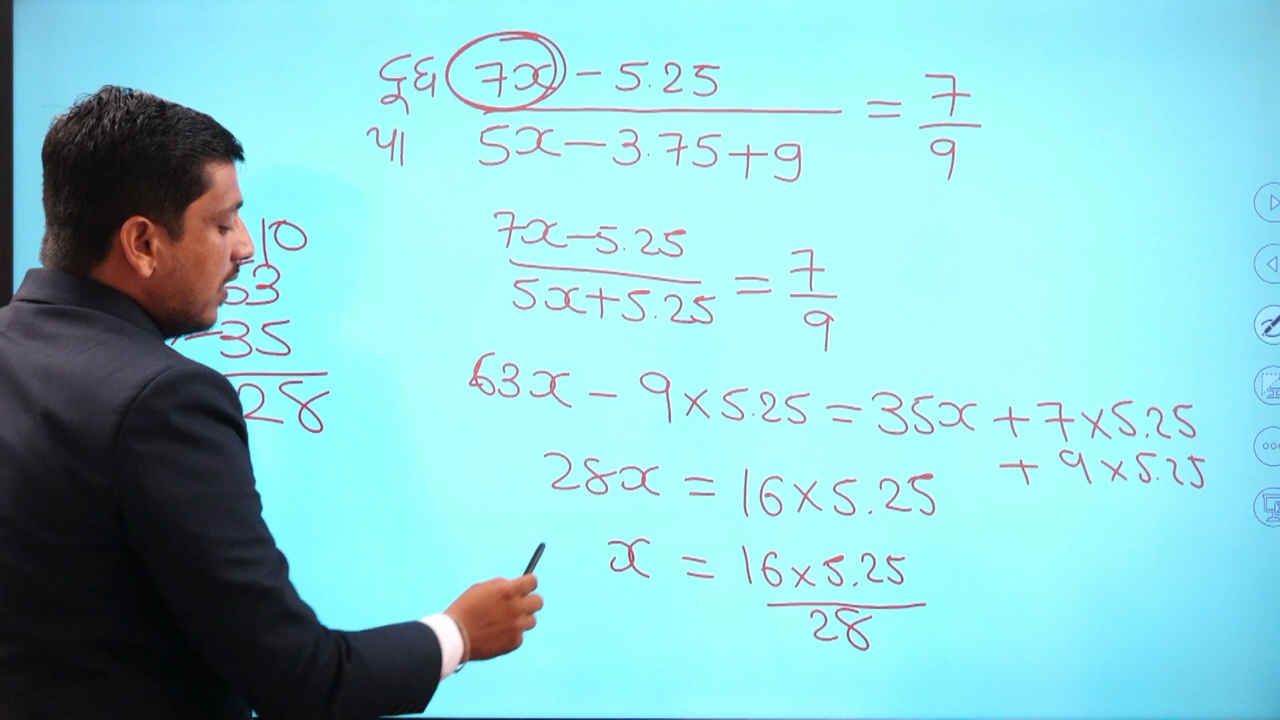 दूध 7x - 5.25 = 7
पा 5x - 3.75 + 9 9
7x - 5.25 = 7
5x + 5.25 9
63x - 9 x 5.25 = 35x + 7 x 5.25
+ 9 x 5.25
28x = 16 x 5.25
x = 16 x 5.25
28
10
63
-35
28